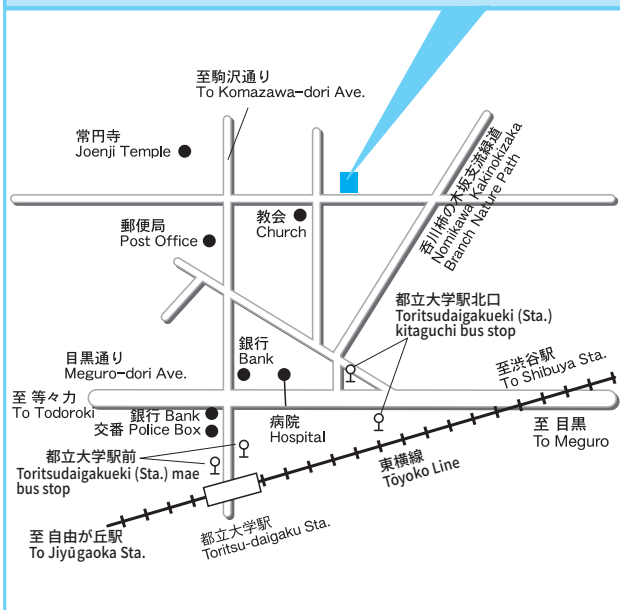 至駒沢通り
To Komazawa-dori Ave.
常円寺
Joenji Temple
呑川柿の木坂支流緑道
Nomikawa Kakinokizaka
Branch Nature Path
教会
Church
郵便局
Post Office
都立大学駅北口
Toritsudaigakueki (Sta.)
kitaguchi bus stop
銀行
Bank
目黒通り
Meguro-dori Ave.
至渋谷駅
To Shibuya Sta.
至 等々力
To Todoroki
銀行 Bank
交番 Police Box
病院
Hospital
至 目黒
To Meguro
都立大学駅前
Toritsudaigakueki (Sta.) mae
bus stop
東横線
Tōyoko Line
至 自由が丘駅
To Jiyūgaoka Sta.
都立大学駅
Toritsu-daigaku Sta.